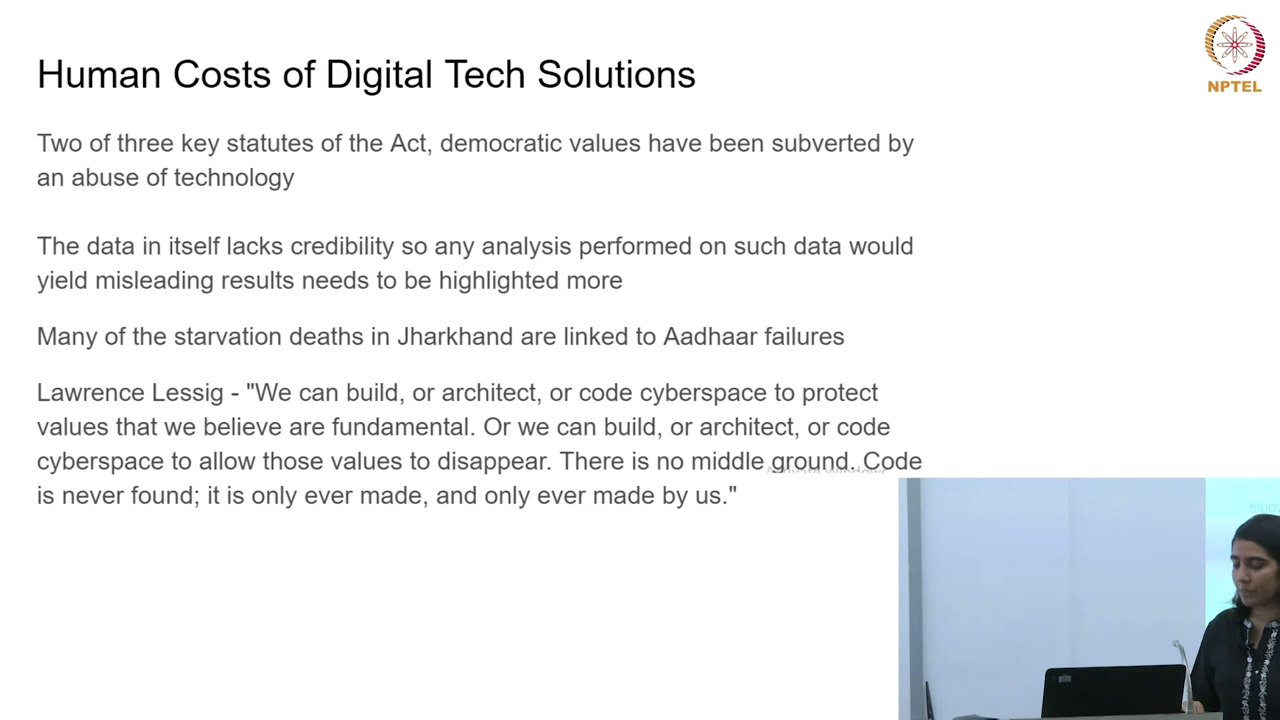 NPTEL
Human Costs of Digital Tech Solutions
Two of three key statutes of the Act, democratic values have been subverted by
an abuse of technology
The data in itself lacks credibility so any analysis performed on such data would
yield misleading results needs to be highlighted more
Many of the starvation deaths in Jharkhand are linked to Aadhaar failures
Lawrence Lessig - "We can build, or architect, or code cyberspace to protect
values that we believe are fundamental. Or we can build, or architect, or code
cyberspace to allow those values to disappear. There is no middle ground. Code
is never found; it is only ever made, and only ever made by us."